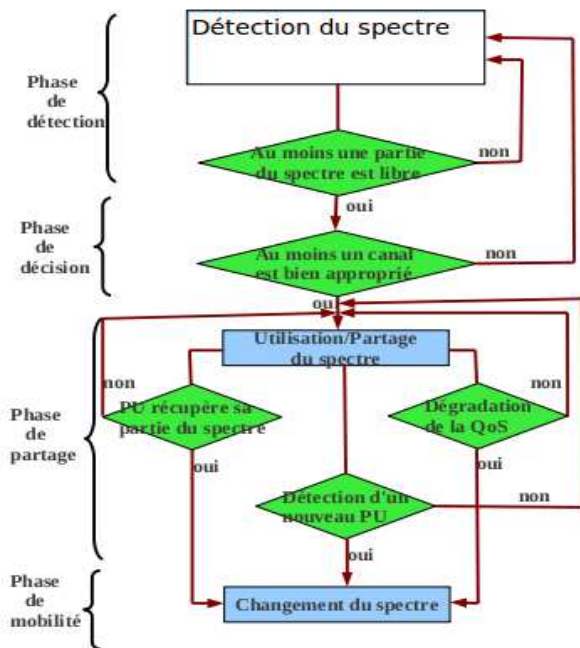 Détection du spectre
Phase
de
détection
Au moins une partie
du spectre est libre
non
oui
Phase
de
décision
Au moins un canal
est bien approprié
non
ou
Utilisation/Partage
du spectre
Phase
de
partage
non
PU récupère sa
partie du spectre
oui
Dégradation
de la QoS
non
oui
Détection d'un
nouveau PU
non
oui
Phase
de
mobilité
Changement du spectre